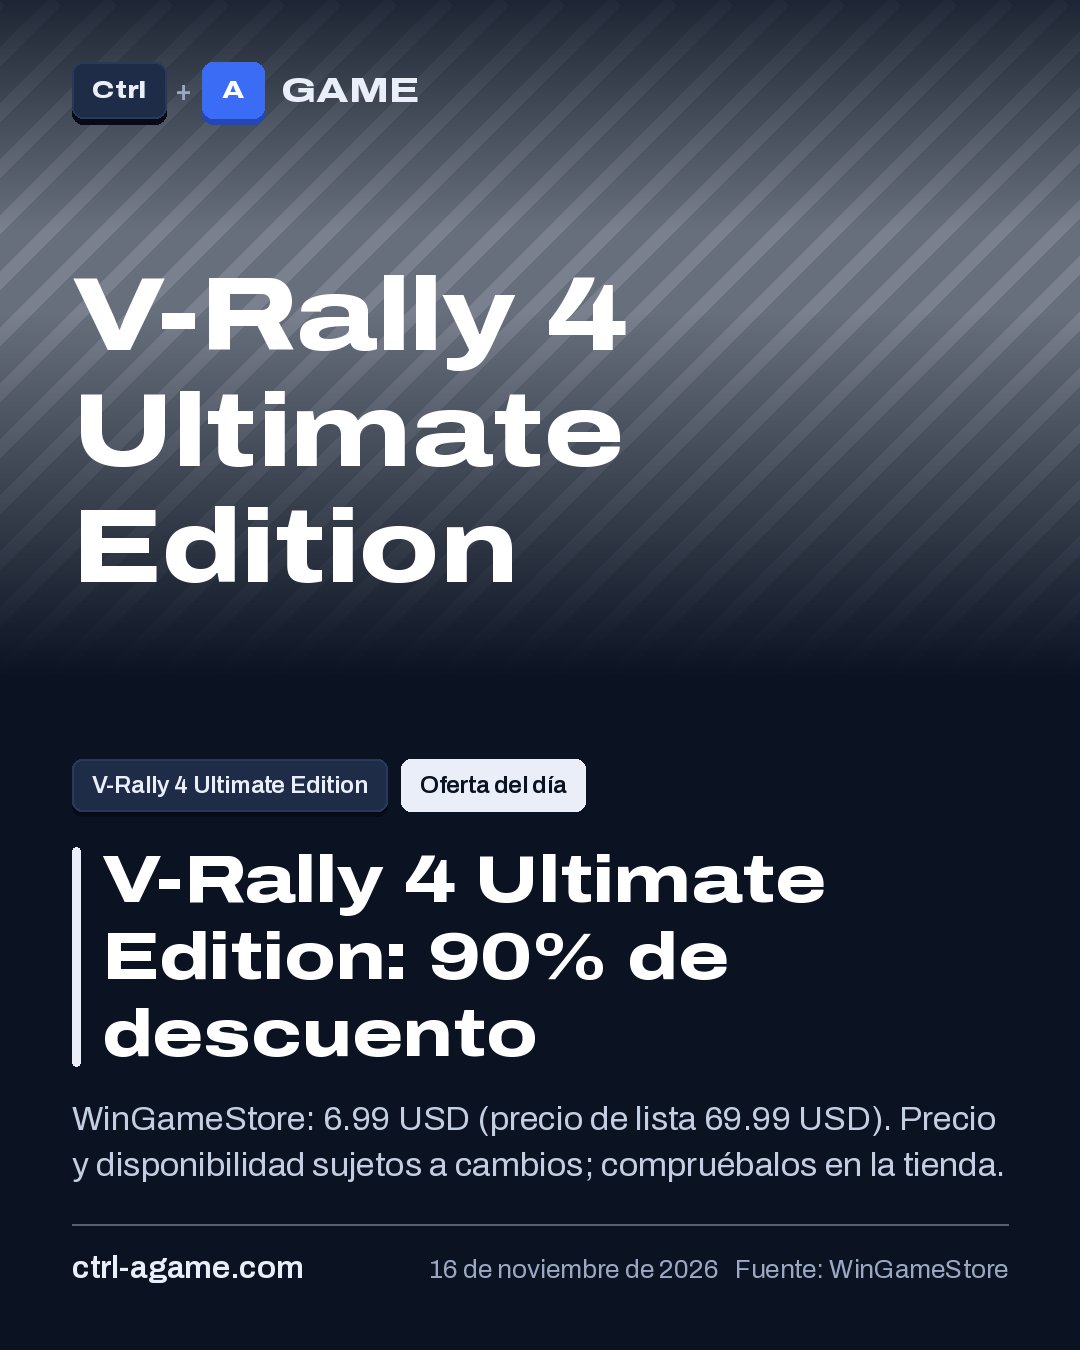 Ctrl + A GAME
V-Rally 4
Ultimate
Edition
V-Rally 4 Ultimate Edition
Oferta del día
V-Rally 4 Ultimate
Edition: 90% de
descuento
WinGameStore: 6.99 USD (precio de lista 69.99 USD). Precio
y disponibilidad sujetos a cambios; compruébalos en la tienda.
ctrl-agame.com
16 de noviembre de 2026 Fuente: WinGameStore